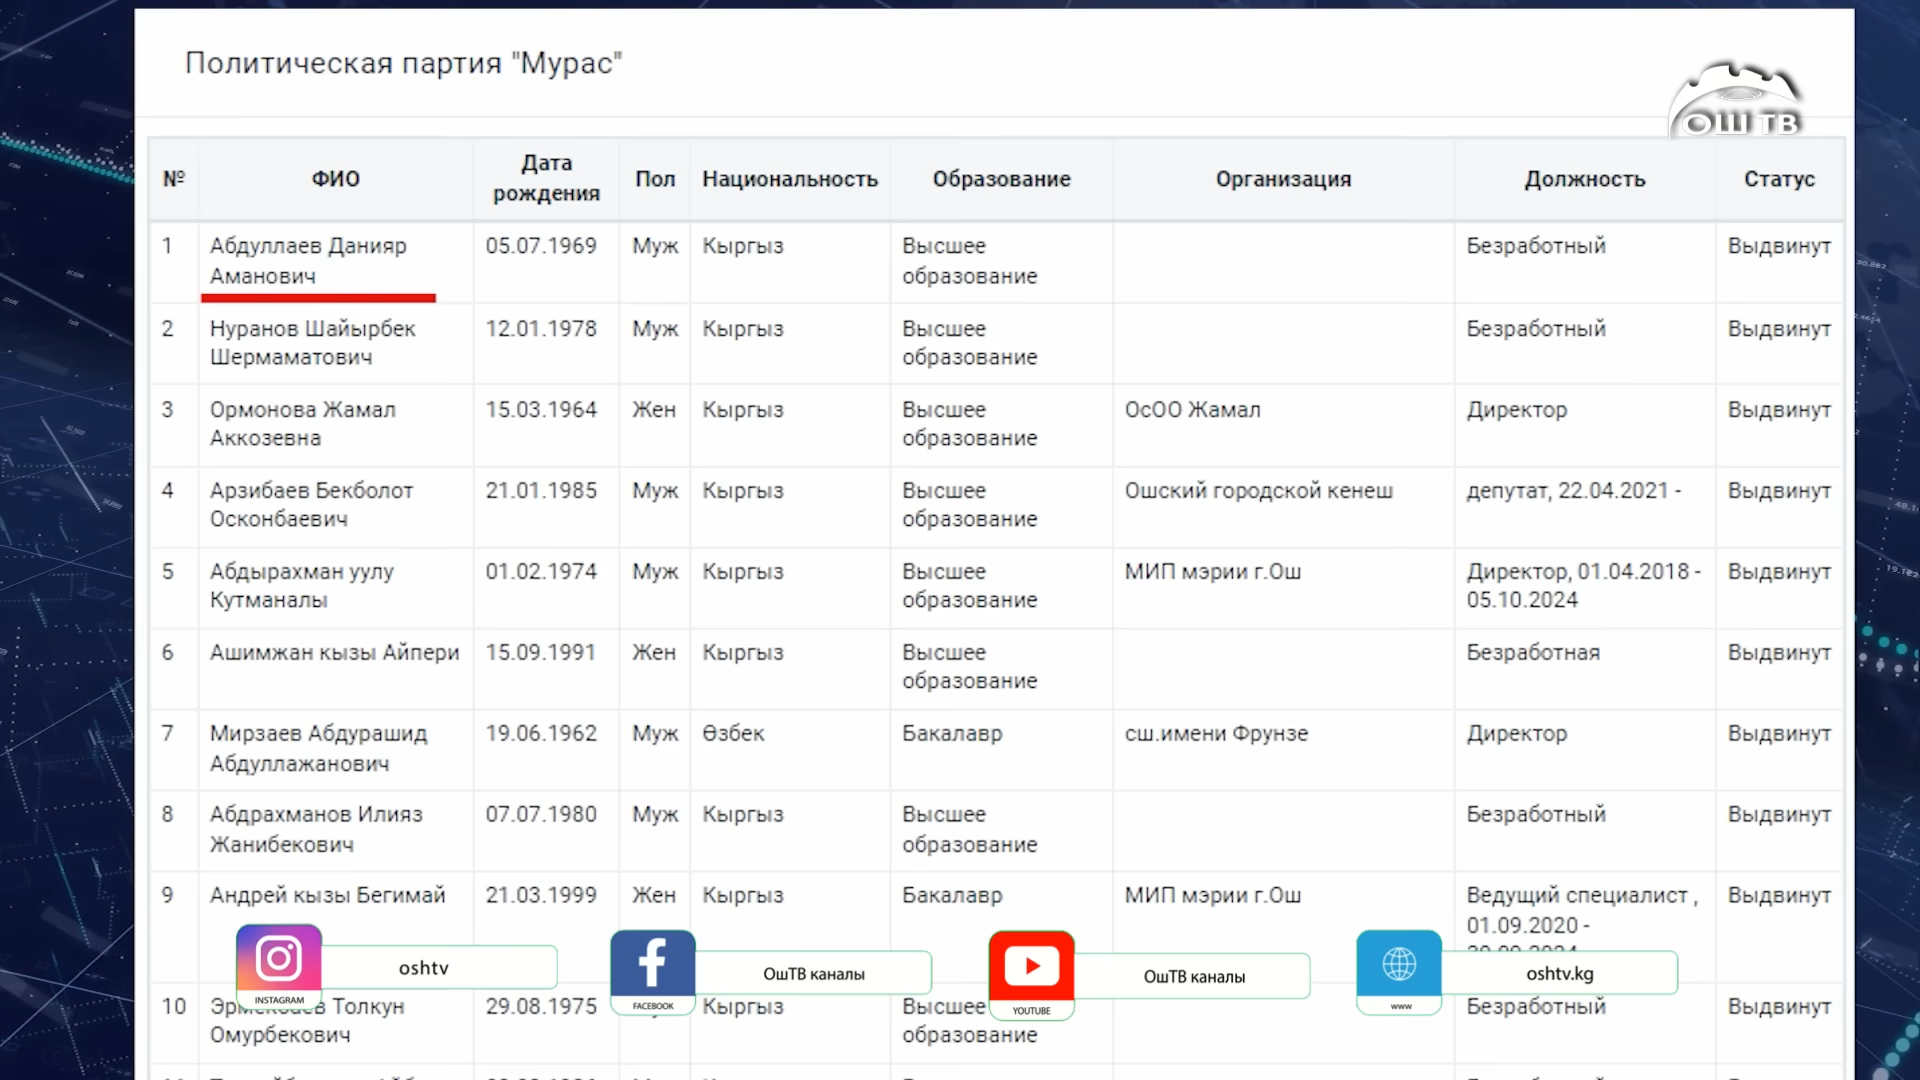 Политическая партия "Мурас"
ОШ ТВ
№ ФИО Дата рождения Пол Национальность Образование Организация Должность Статус
1 Абдуллаев Данияр 05.07.1969 Муж Кыргыз Высшее Безработный Выдвинут
Аманович образование
2 Нуранов Шайырбек 12.01.1978 Муж Кыргыз Высшее Безработный Выдвинут
Шермаматович образование
3 Ормонова Жамал 15.03.1964 Жен Кыргыз Высшее ОсОО Жамал Директор Выдвинут
Аккозевна образование
4 Арзибаев Бекболот 21.01.1985 Муж Кыргыз Высшее Ошский городской кенеш депутат, 22.04.2021 - Выдвинут
Осконбаевич образование
5 Абдырахман уулу 01.02.1974 Муж Кыргыз Высшее МИП мэрии г.Ош Директор, 01.04.2018 - Выдвинут
Кутманалы образование 05.10.2024
6 Ашимжан кызы Айпери 15.09.1991 Жен Кыргыз Высшее Безработная Выдвинут
образование
7 Мирзаев Абдурашид 19.06.1962 Муж Өзбек Бакалавр сш.имени Фрунзе Директор Выдвинут
Абдуллажанович
8 Абдрахманов Илияз 07.07.1980 Муж Кыргыз Высшее Безработный Выдвинут
Жанибекович образование
9 Андрей кызы Бегимай 21.03.1999 Жен Кыргыз Бакалавр МИП мэрии г.Ош Ведущий специалист , Выдвинут
01.09.2020 -
oshtv ОшТВ каналы ОшТВ каналы oshtv.kg
INSTAGRAM FACEBOOK YOUTUBE www
10 Толкун 29.08.1975 Кыргыз Высшее Безработный Выдвинут
Омурбекович образование